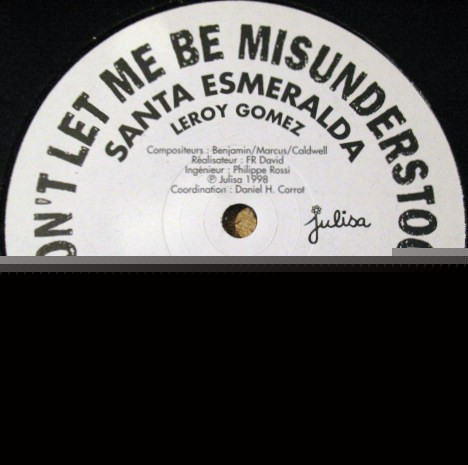 ON'T LET ME BE MISUNDERSTOO
SANTA ESMERALDA
LEROY GOMEZ
Compositeurs : Benjamin/Marcus/Caldwell
Réalisateur : FR David
Ingénieur : Philippe Rossi
℗ Julisa 1998
Coordination : Daniel H. Corrot
julisa